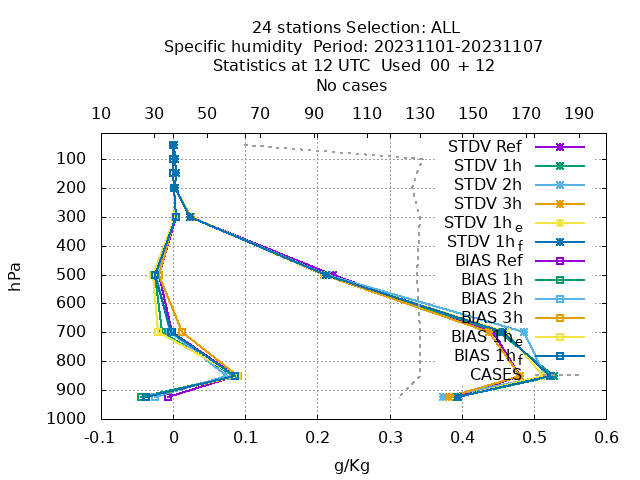 24 stations Selection: ALL
Specific humidity  Period: 20231101-20231107
Statistics at 12 UTC  Used  00 + 12
No cases
10 30 50 70 90 110 130 150 170 190
STDV Ref
STDV 1h
STDV 2h
STDV 3h
STDV 1h e
STDV 1h f
BIAS Ref
BIAS 1h
BIAS 2h
BIAS 3h
BIAS 1h e
BIAS 1h f
CASES
100
200
300
400
500
600
700
800
900
1000
hPa
-0.1 0 0.1 0.2 0.3 0.4 0.5 0.6
g/Kg